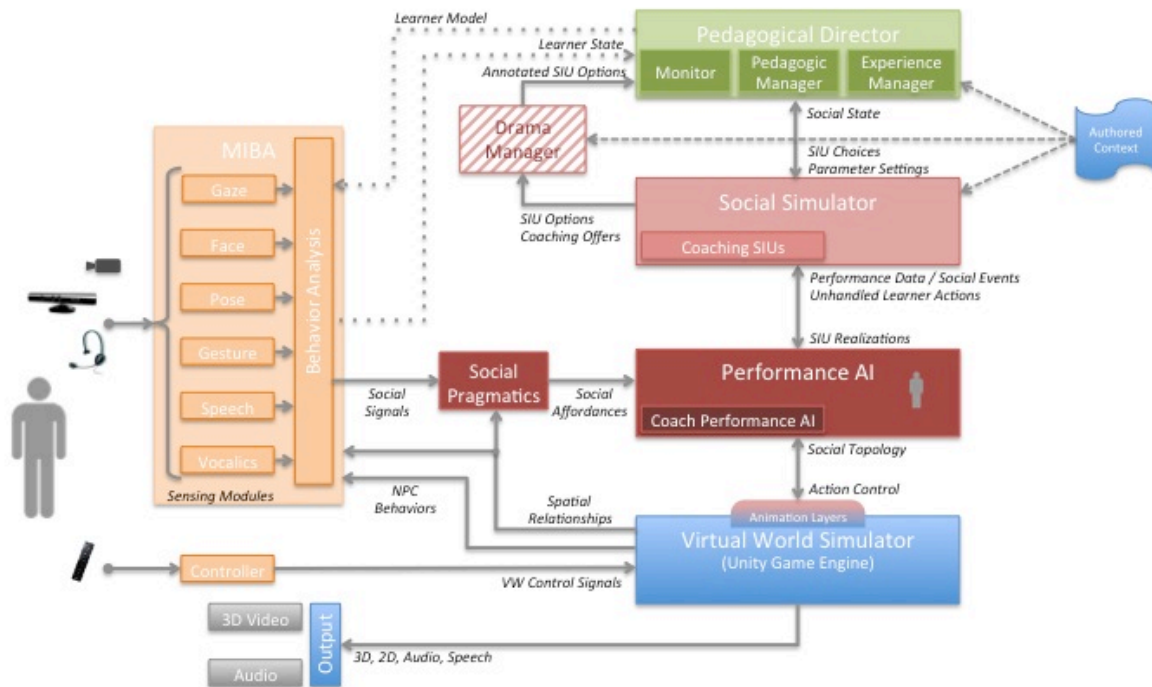 Learner Model
Pedagogical Director
Learner State
Monitor
Pedagogic
Manager
Experience
Manager
Annotated SIU Options
Social State
Drama
Manager
Authored
Context
SIU Choices
Parameter Settings
MIBA
Gaze
Face
Pose
Gesture
Speech
Vocalics
Behavior Analysis
Sensing Modules
SIU Options
Coaching Offers
Social Simulator
Coaching SIUs
Performance Data / Social Events
Unhandled Learner Actions
SIU Realizations
Social
Signals
Social
Pragmatics
Social
Affordances
Performance AI
Coach Performance AI
Social Topology
Action Control
NPC
Behaviors
Spatial
Relationships
Animation Layers
Virtual World Simulator
(Unity Game Engine)
Controller
VW Control Signals
3D Video
Audio
Output
3D, 2D, Audio, Speech